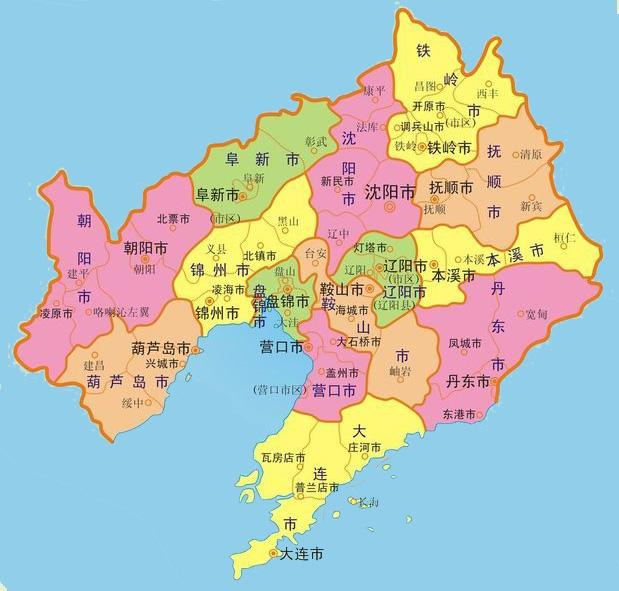 铁
岭
市
昌图
西丰
开原市
调兵山市
(市区)
铁岭
铁岭市
康平
法库
沈
阳
市
新民市
沈阳市
辽中
彰武
阜新市
阜新
阜新市
(市区)
抚
顺
市
清原
抚顺市
抚顺
新宾
朝
阳
市
北票市
朝阳市
朝阳
建平
凌原市
喀喇沁左翼
黑山
义县
北镇市
锦州市
凌海市
锦州市
台安
灯塔市
辽阳
辽阳市
(市区)
辽阳市
(辽阳县)
本溪市
本溪
本溪市
桓仁
盘山
盘
锦
市
盘锦市
大洼
鞍山市
鞍
山
市
海城市
岫岩
丹
东
市
宽甸
凤城市
丹东市
东港市
葫芦岛市
兴城市
建昌
葫芦岛市
绥中
营口市
大石桥市
盖州市
(营口市区)
营口市
大
连
市
庄河市
瓦房店市
普兰店市
长海
大连市